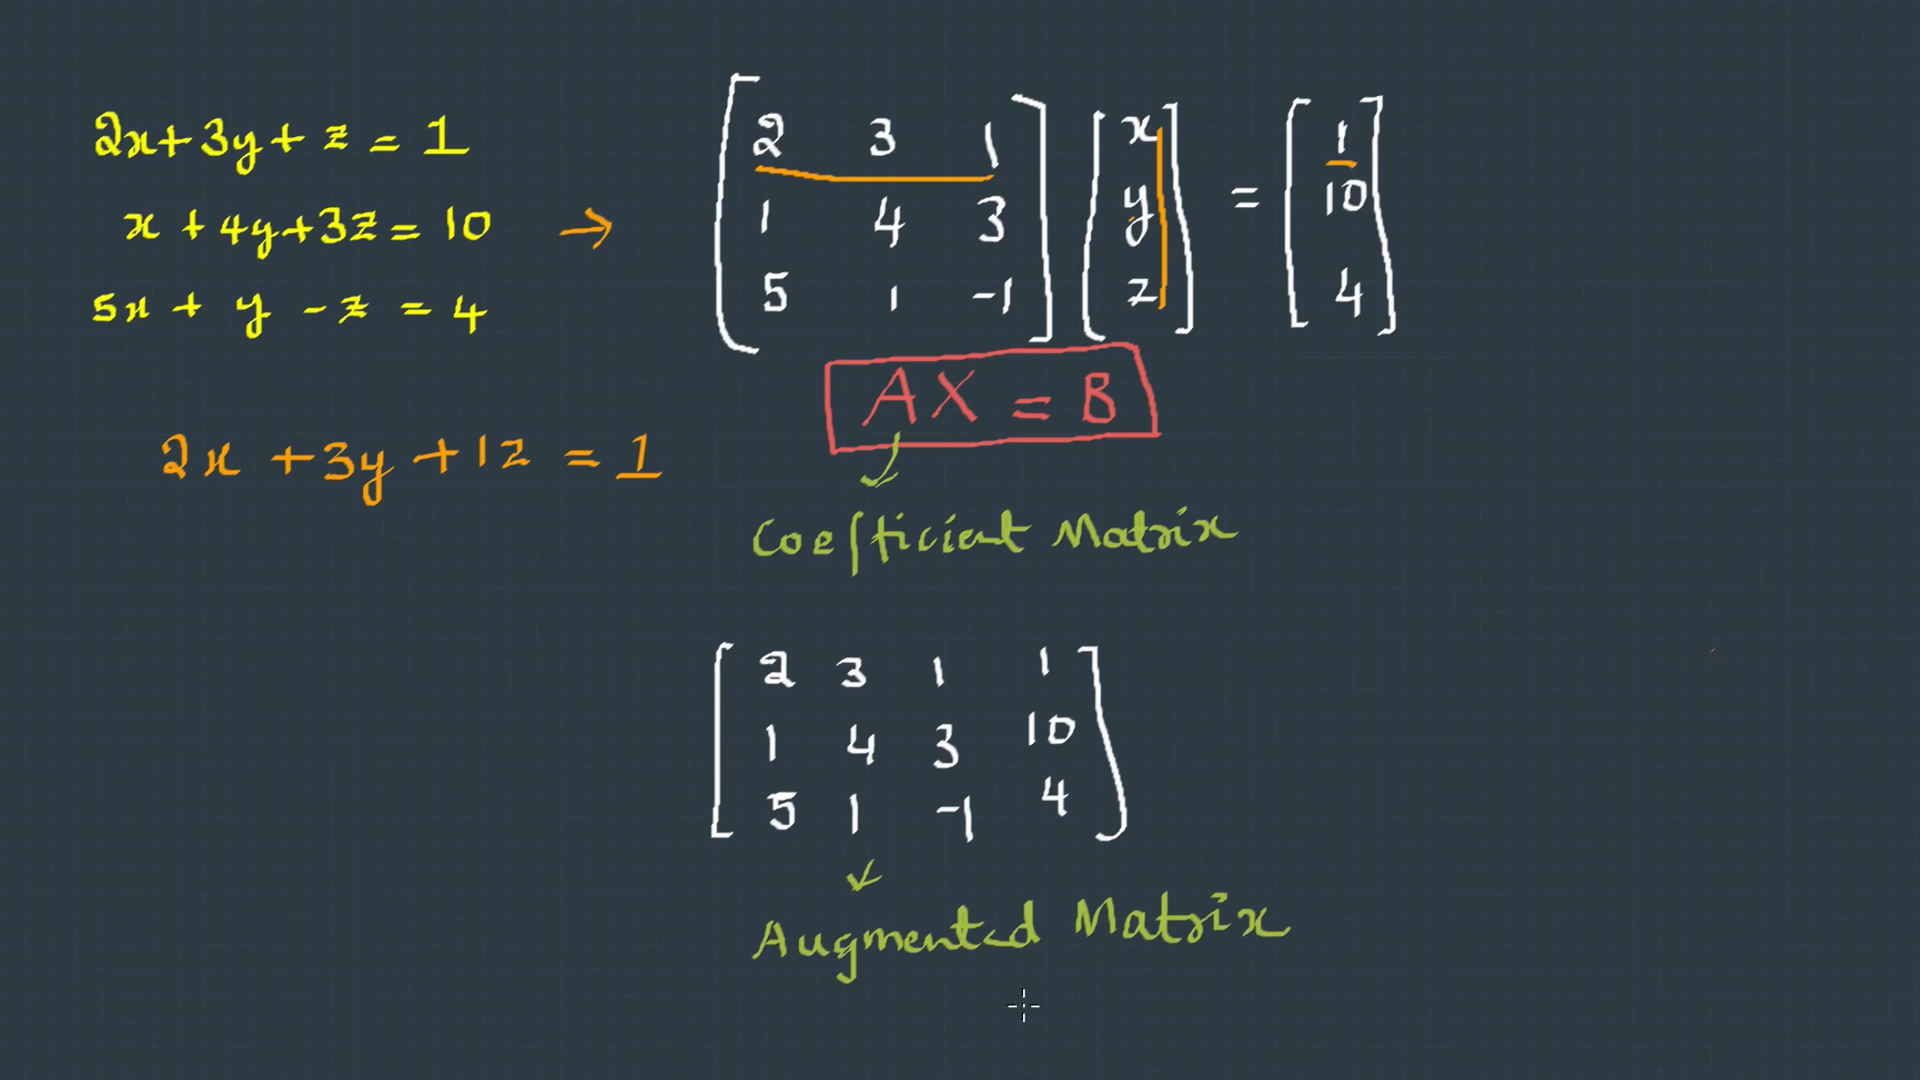 2x+3y+z=1
x+4y+3z=10
5x+y-z=4
→
[2 3 1] [x] = [1]
[1 4 3] [y] [10]
[5 1 -1] [z] [4]
AX=B
2x+3y+1z=1
Coefficient Matrix
[2 3 1 1]
[1 4 3 10]
[5 1 -1 4]
Augmented Matrix